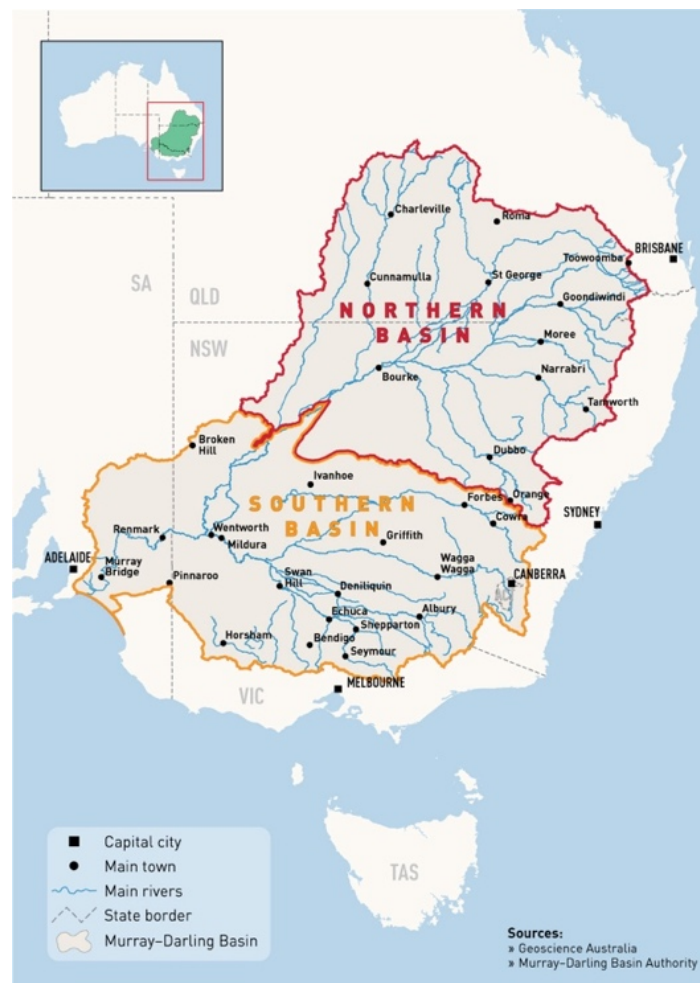 Charleville
Roma
BRISBANE
Toowoomba
Cunnamulla
St George
SA
QLD
Goondiwindi
NORTHERN
BASIN
NSW
Moree
Bourke
Narrabri
Tamworth
Broken
Hill
Dubbo
Ivanhoe
SOUTHERN
BASIN
Forbes
Orange
Cowra
SYDNEY
Renmark
Wentworth
Mildura
Griffith
ADELAIDE
Murray
Bridge
Pinnaroo
Swan
Hill
Deniliquin
Wagga
Wagga
CANBERRA
ACT
Echuca
Albury
Shepparton
Horsham
Bendigo
Seymour
VIC
MELBOURNE
TAS
Capital city
Main town
Main rivers
State border
Murray–Darling Basin
Sources:
» Geoscience Australia
» Murray–Darling Basin Authority